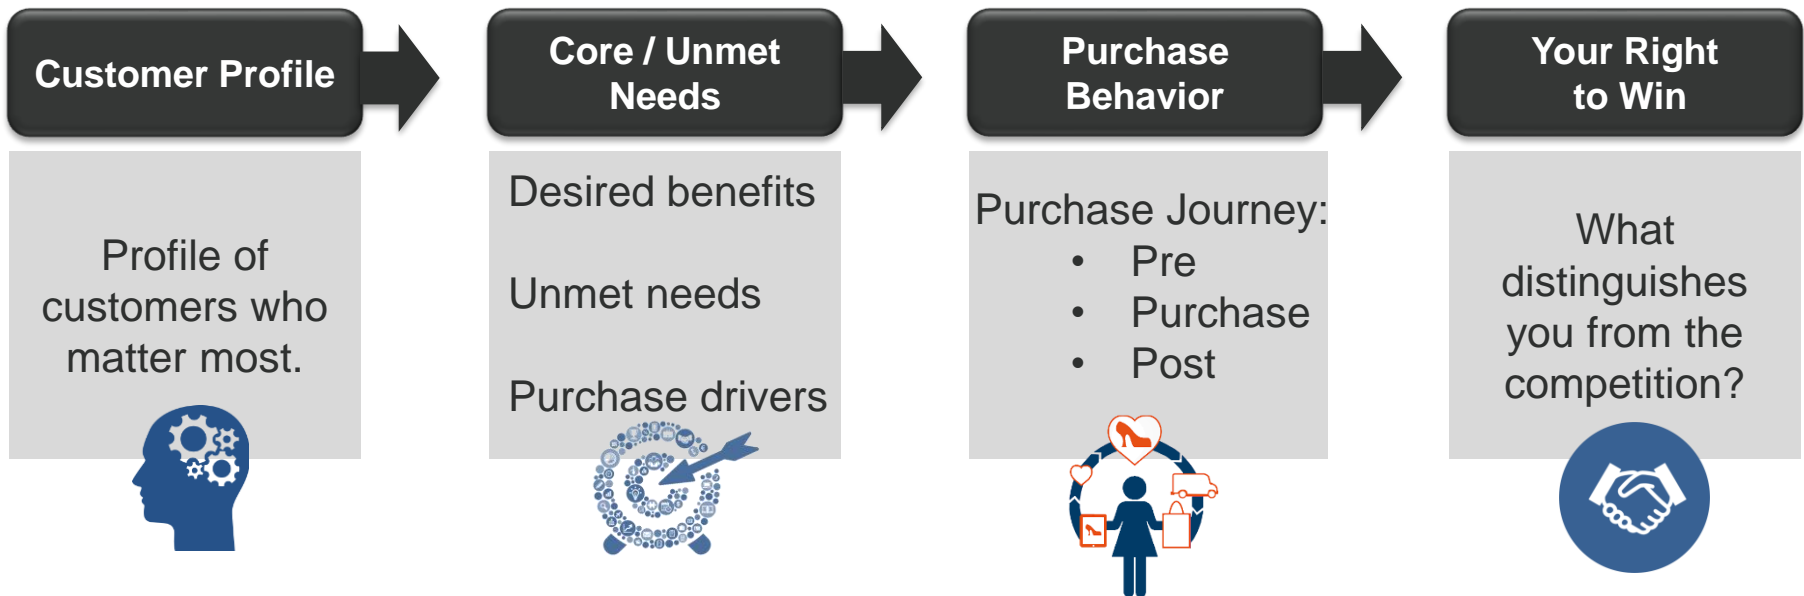 Customer Profile
Core / Unmet
Needs
Purchase
Behavior
Your Right
to Win
Profile of
customers who
matter most.
Desired benefits
Unmet needs
Purchase drivers
Purchase Journey:
• Pre
• Purchase
• Post
What
distinguishes
you from the
competition?